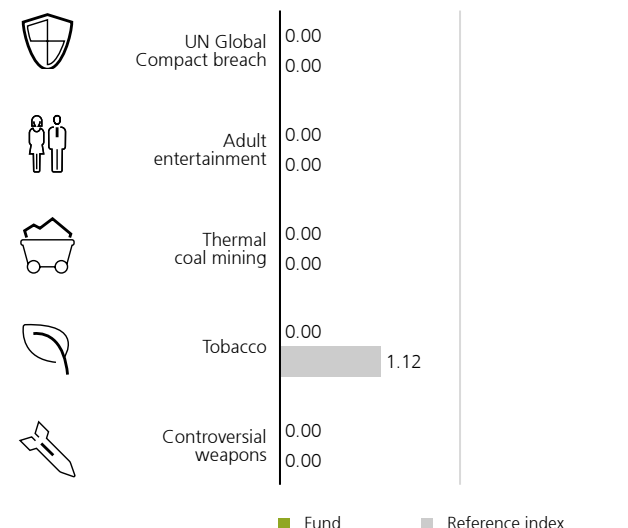 UN Global
Compact breach
0.00
0.00
Adult
entertainment
0.00
0.00
Thermal
coal mining
0.00
0.00
Tobacco
0.00
1.12
Controversial
weapons
0.00
0.00
Fund
Reference index